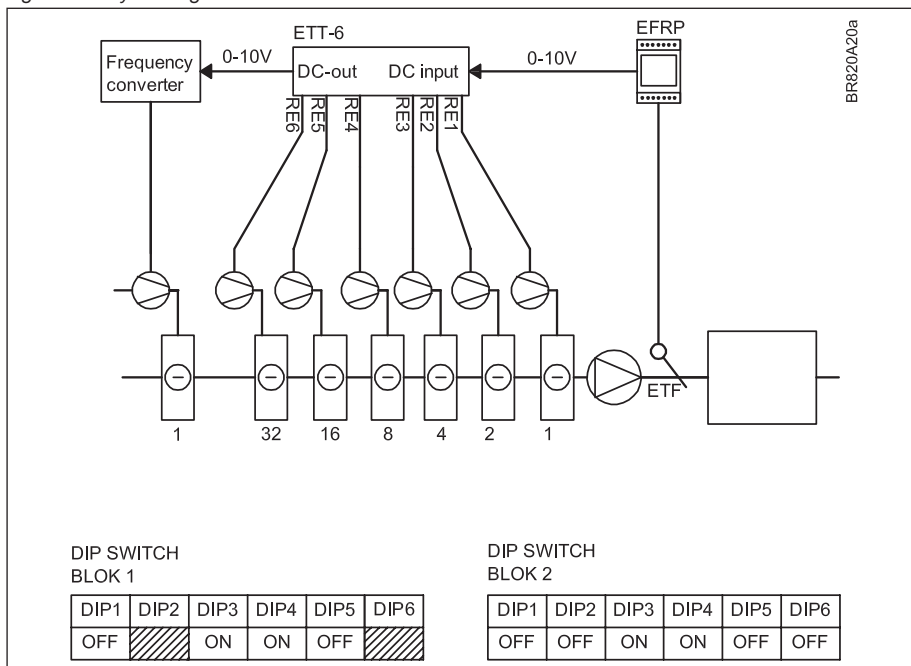 ETT-6
EFRP
BR820A20a
Frequency
converter
0-10V
DC-out
DC input
0-10V
RE6
RE5
RE4
RE3
RE2
RE1
ETF
1
32
16
8
4
2
1
DIP SWITCH
BLOK 1
DIP1 DIP2 DIP3 DIP4 DIP5 DIP6
OFF ON ON OFF
DIP SWITCH
BLOK 2
DIP1 DIP2 DIP3 DIP4 DIP5 DIP6
OFF OFF ON ON OFF OFF